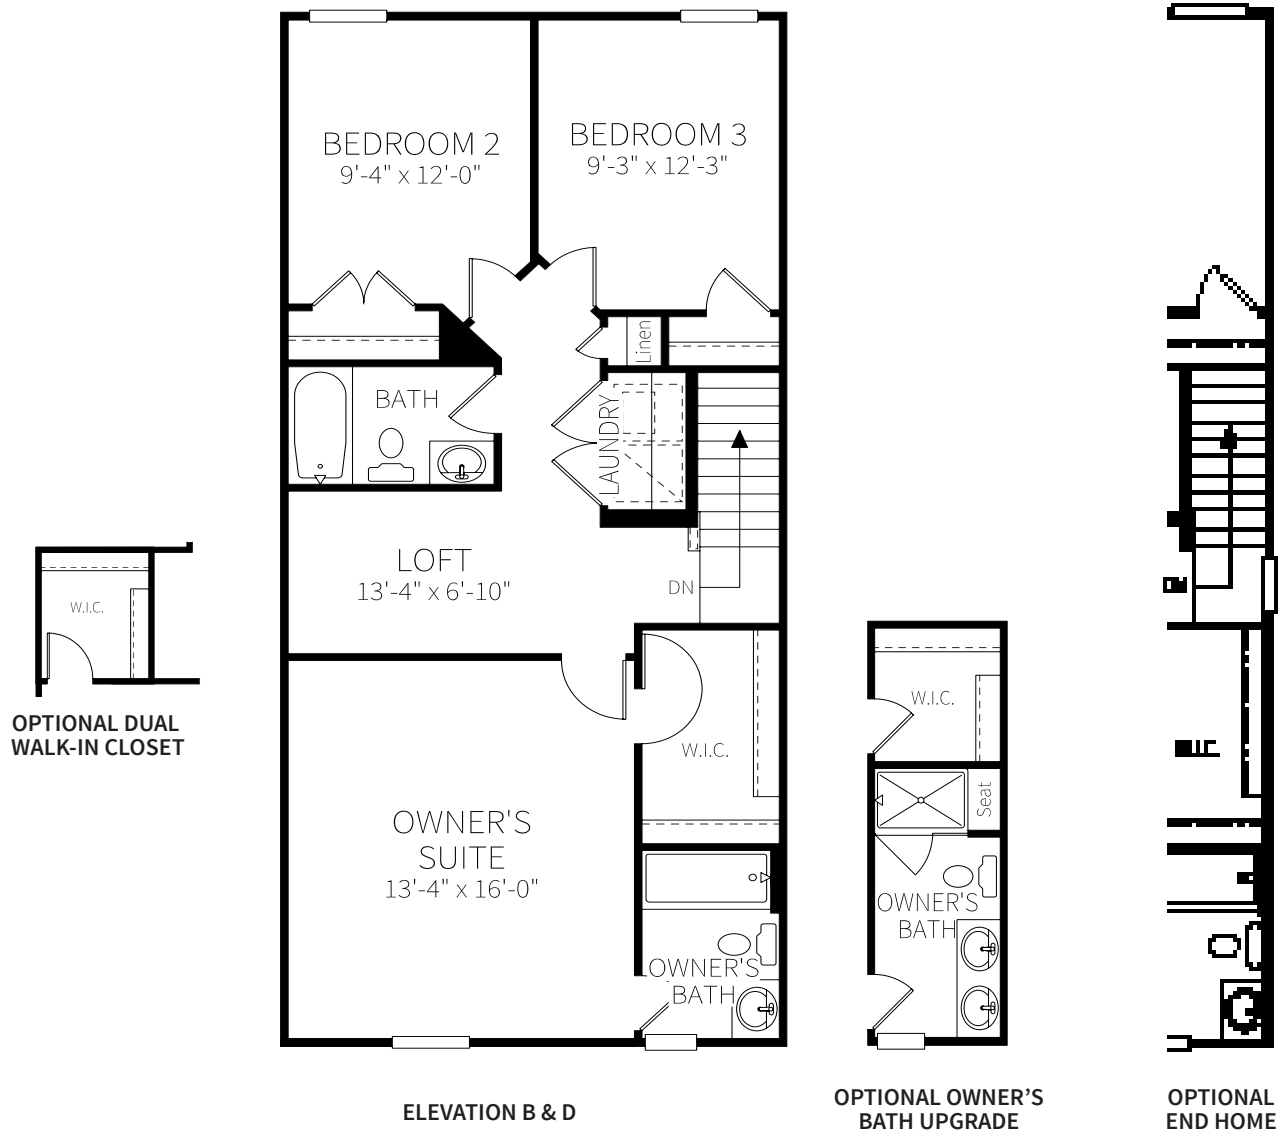 BEDROOM 2
9'-4" x 12'-0"
BEDROOM 3
9'-3" x 12'-3"
Linen
BATH
LAUNDRY
LOFT
13'-4" x 6'-10"
DN
W.I.C.
OWNER'S
SUITE
13'-4" x 16'-0"
OWNER'S
BATH
ELEVATION B & D
W.I.C.
OPTIONAL DUAL
WALK-IN CLOSET
W.I.C.
Seat
OWNER'S
BATH
OPTIONAL OWNER’S
BATH UPGRADE
OPTIONAL
END HOME